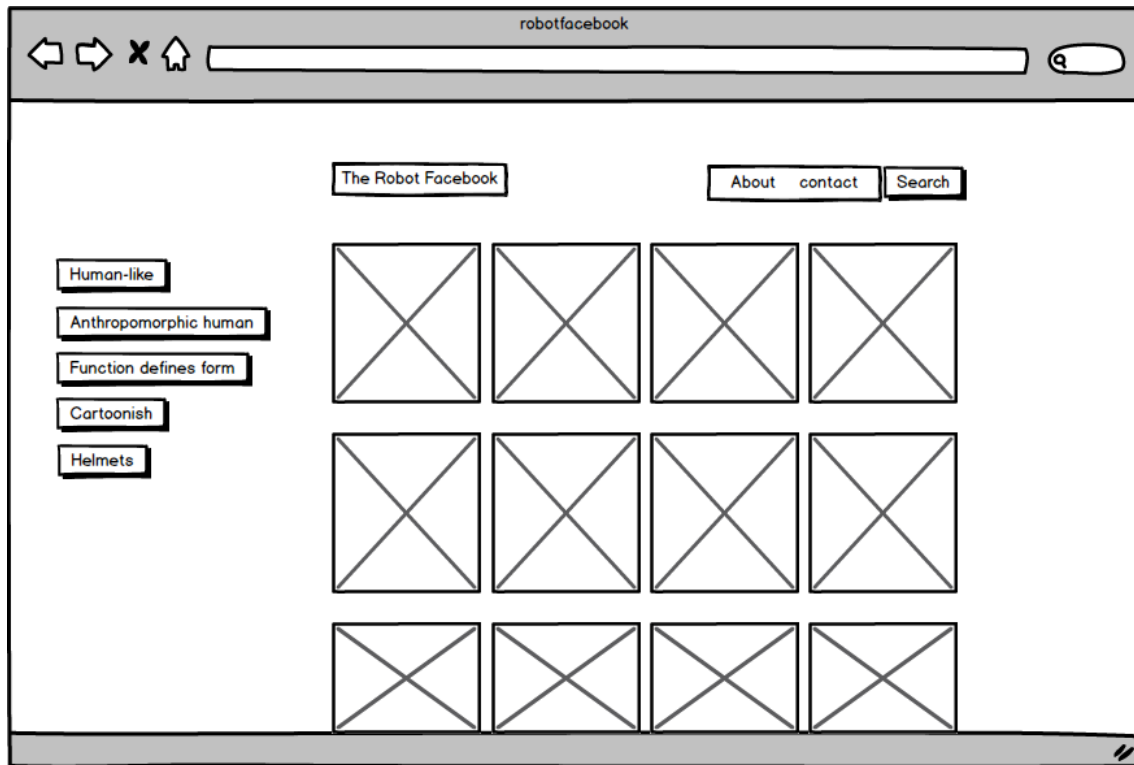 robotfacebook
The Robot Facebook
About contact
Search
Human-like
Anthropomorphic human
Function defines form
Cartoonish
Helmets